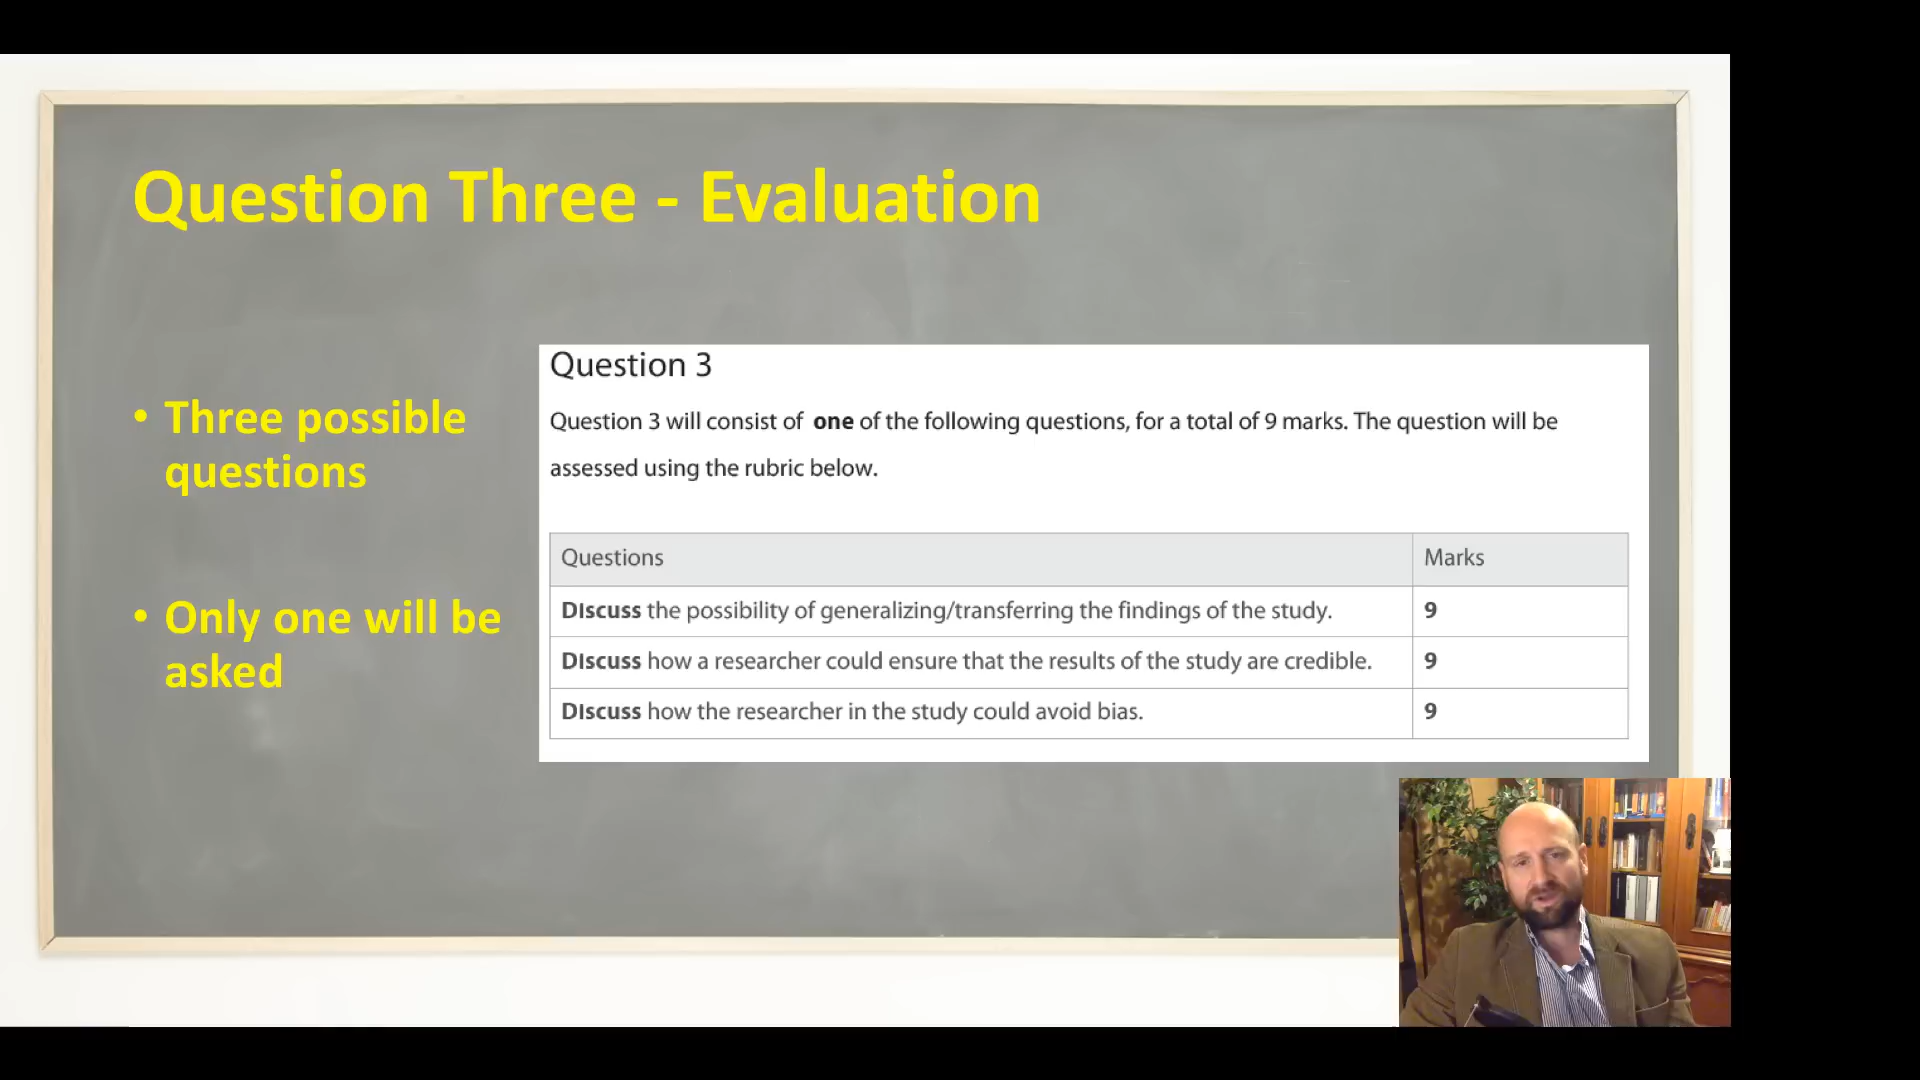 Question Three - Evaluation
• Three possible
questions
• Only one will be
asked
Question 3
Question 3 will consist of one of the following questions, for a total of 9 marks. The question will be
assessed using the rubric below.
Questions Marks
Discuss the possibility of generalizing/transferring the findings of the study. 9
Discuss how a researcher could ensure that the results of the study are credible. 9
Discuss how the researcher in the study could avoid bias. 9